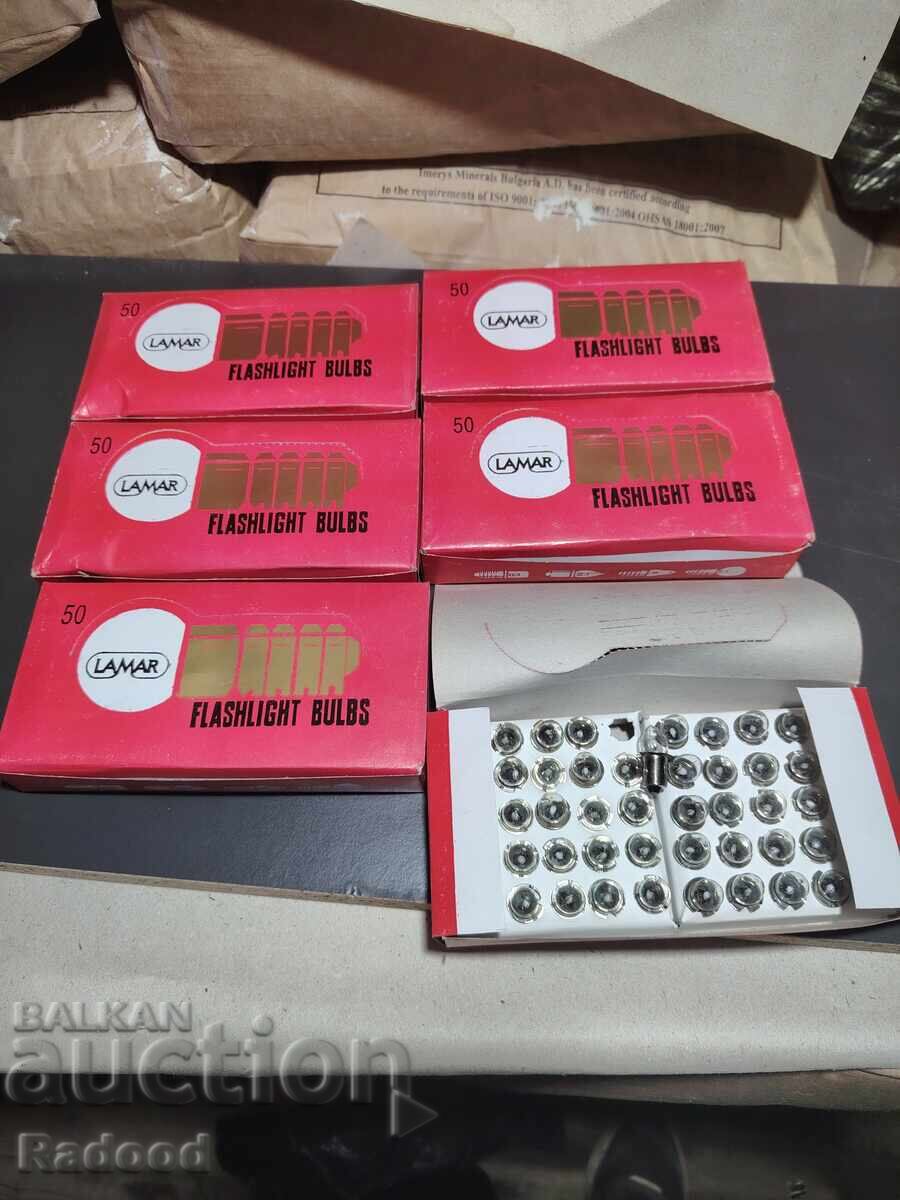 Imerys Minerals Bulgaria A.D. has been certified according
to the requirements of ISO 9001: :2004 OHSAS 18001:2007
50
LAMAR
FLASHLIGHT BULBS
50
LAMAR
FLASHLIGHT BULBS
50
LAMAR
FLASHLIGHT BULBS
50
LAMAR
FLASHLIGHT BULBS
50
LAMAR
FLASHLIGHT BULBS
BALKAN
auction
Radood